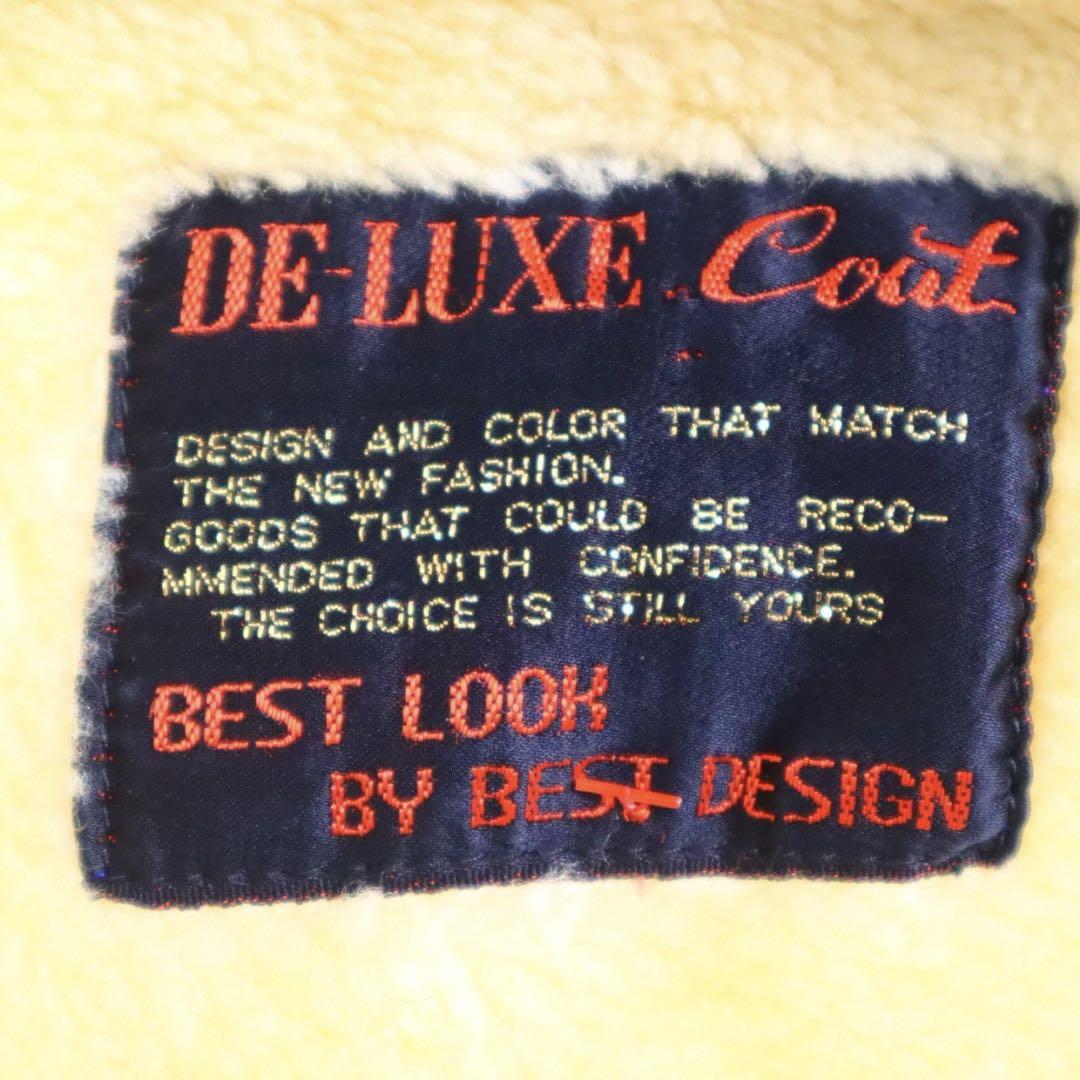 DE-LUXE Coat
DESIGN AND COLOR THAT MATCH
THE NEW FASHION.
GOODS THAT COULD BE RECO-
MMENDED WITH CONFIDENCE.
THE CHOICE IS STILL YOURS
BEST LOOK
BY BEST DESIGN